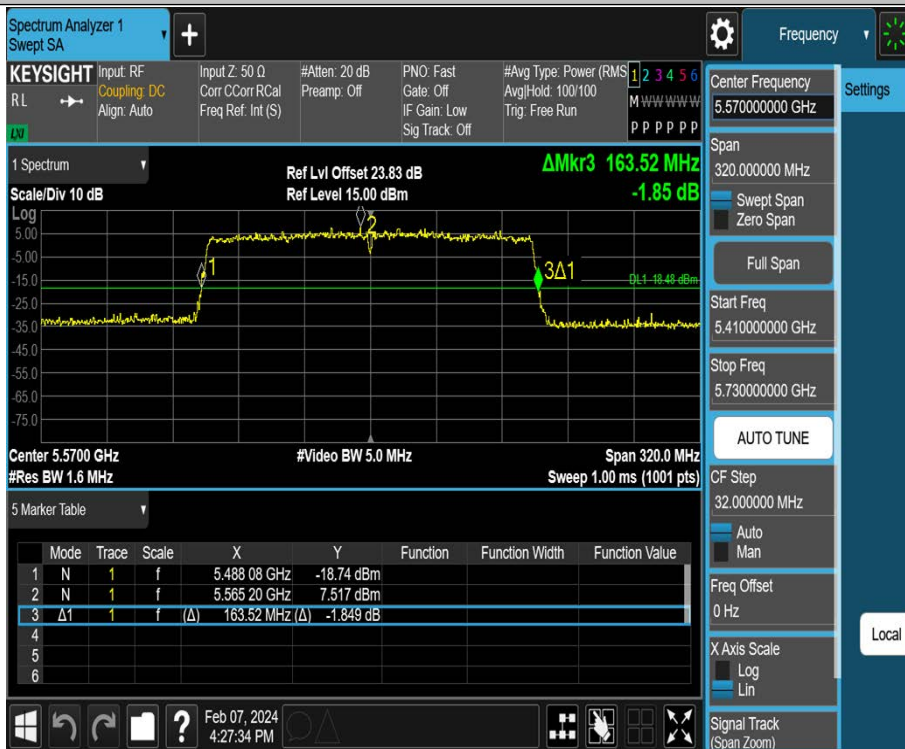 Spectrum Analyzer 1
Swept SA
+
Frequency
KEYSIGHT
RL
LXI
Input: RF
Coupling: DC
Align: Auto
Input Z: 50 Ω
Corr CCorr RCal
Freq Ref: Int (S)
#Atten: 20 dB
Preamp: Off
PNO: Fast
Gate: Off
IF Gain: Low
Sig Track: Off
#Avg Type: Power (RMS
Avg|Hold: 100/100
Trig: Free Run
1 2 3 4 5 6
M W W W W W
P P P P P P
1 Spectrum
Scale/Div 10 dB
Ref Lvl Offset 23.83 dB
Ref Level 15.00 dBm
ΔMkr3 163.52 MHz
-1.85 dB
Log
5.00
-5.00
-15.0
-25.0
-35.0
-45.0
-55.0
-65.0
-75.0
1
2
3Δ1
DL1 -18.48 dBm
Center 5.5700 GHz
#Video BW 5.0 MHz
Span 320.0 MHz
#Res BW 1.6 MHz
Sweep 1.00 ms (1001 pts)
5 Marker Table
Mode Trace Scale X Y Function Function Width Function Value
1 N 1 f 5.488 08 GHz -18.74 dBm
2 N 1 f 5.565 20 GHz 7.517 dBm
3 Δ1 1 f (Δ) 163.52 MHz (Δ) -1.849 dB
4
5
6
Feb 07, 2024
4:27:34 PM
?
Center Frequency
5.570000000 GHz
Settings
Span
320.000000 MHz
Swept Span
Zero Span
Full Span
Start Freq
5.410000000 GHz
Stop Freq
5.730000000 GHz
AUTO TUNE
CF Step
32.000000 MHz
Auto
Man
Freq Offset
0 Hz
Local
X Axis Scale
Log
Lin
Signal Track
(Span Zoom)